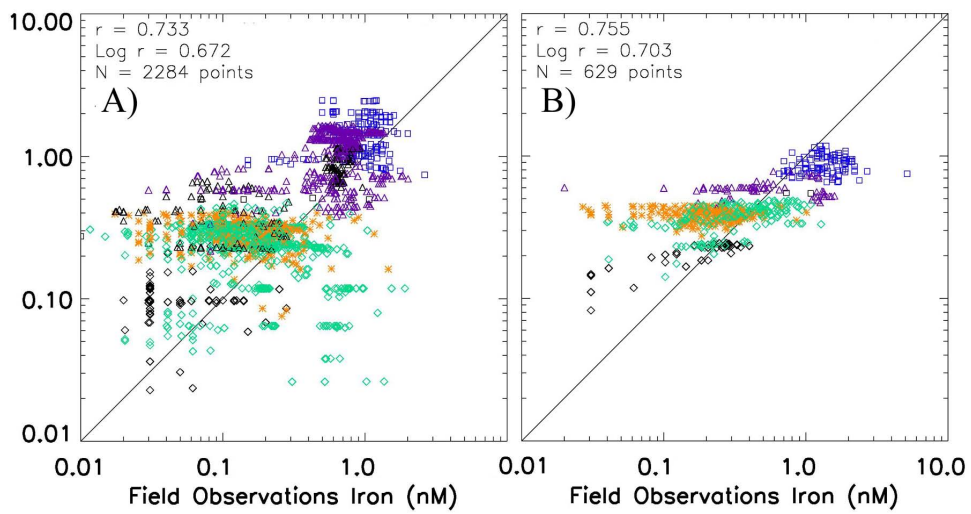 10.00
1.00
0.10
0.01
r = 0.733
Log r = 0.672
N = 2284 points
A)
0.01 0.1 1.0
Field Observations Iron (nM)
r = 0.755
Log r = 0.703
N = 629 points
B)
0.01 0.1 1.0 10.0
Field Observations Iron (nM)